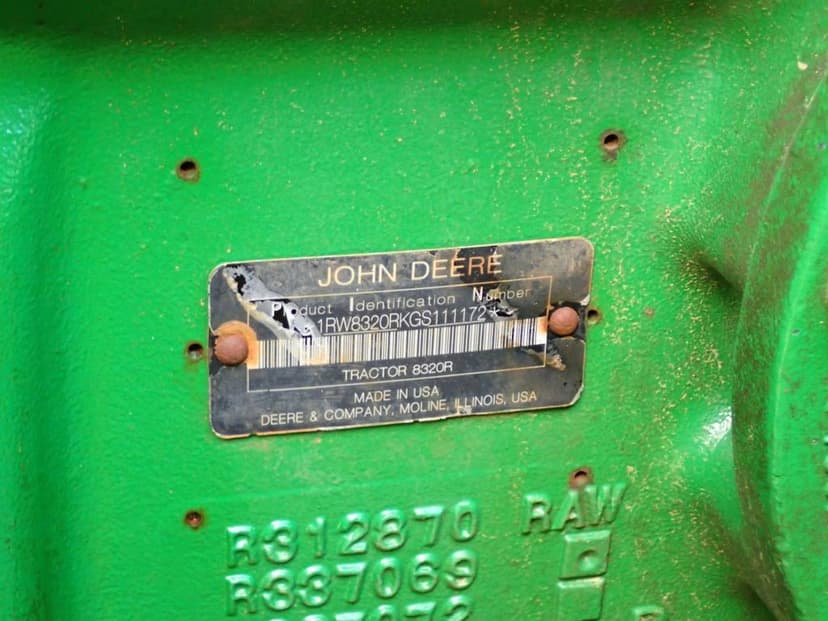 JOHN DEERE
Product Identification Number
1RW8320RKGS111172
TRACTOR 8320R
MADE IN USA
DEERE & COMPANY, MOLINE, ILLINOIS, USA
R312870 RAW
R337069